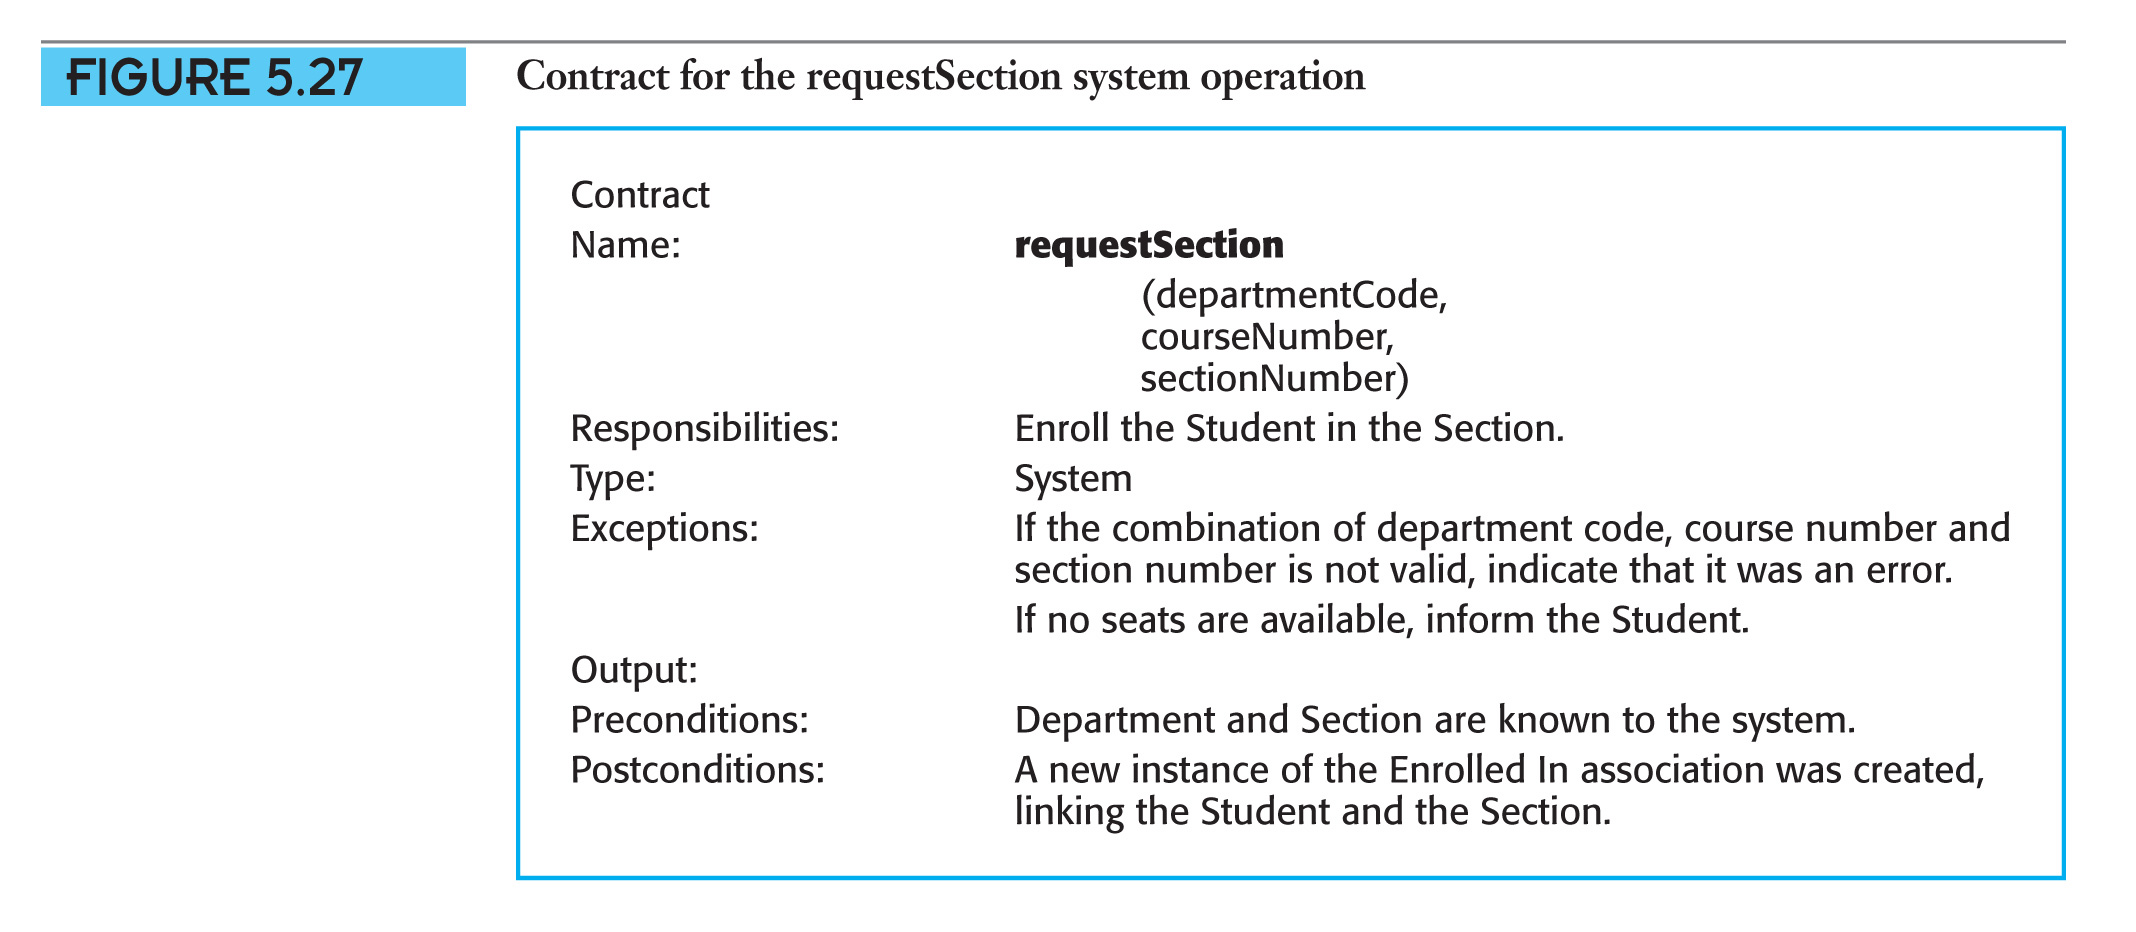 FIGURE 5.27
Contract for the requestSection system operation
Contract
Name: requestSection
(departmentCode,
courseNumber,
sectionNumber)
Responsibilities: Enroll the Student in the Section.
Type: System
Exceptions: If the combination of department code, course number and
section number is not valid, indicate that it was an error.
If no seats are available, inform the Student.
Output:
Preconditions: Department and Section are known to the system.
Postconditions: A new instance of the Enrolled In association was created,
linking the Student and the Section.